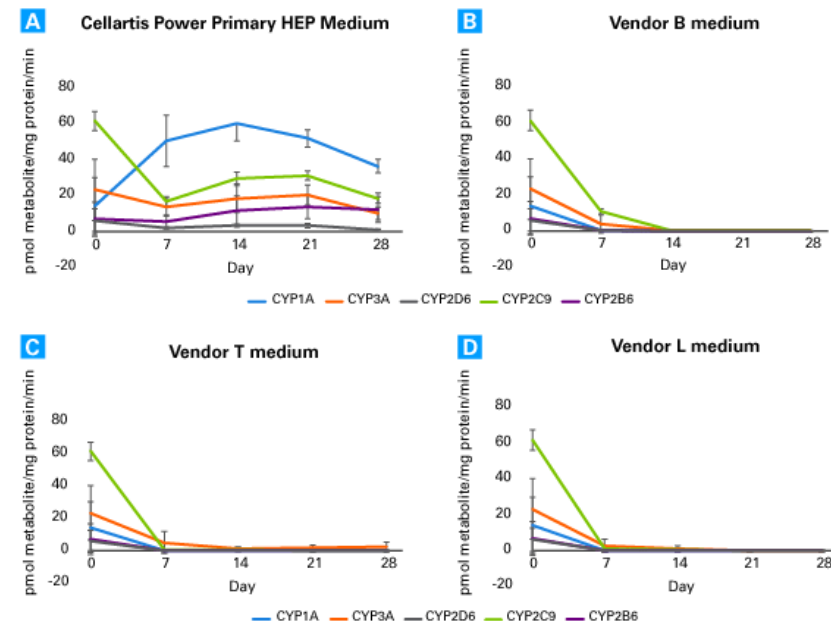 A Cellartis Power Primary HEP Medium
pmol metabolite/mg protein/min
80
60
40
20
0
-20
0 7 14 21 28
Day
B Vendor B medium
pmol metabolite/mg protein/min
80
60
40
20
0
-20
0 7 14 21 28
Day
CYP1A CYP3A CYP2D6 CYP2C9 CYP2B6
C Vendor T medium
pmol metabolite/mg protein/min
80
60
40
20
0
-20
0 7 14 21 28
Day
D Vendor L medium
pmol metabolite/mg protein/min
80
60
40
20
0
-20
0 7 14 21 28
Day
CYP1A CYP3A CYP2D6 CYP2C9 CYP2B6